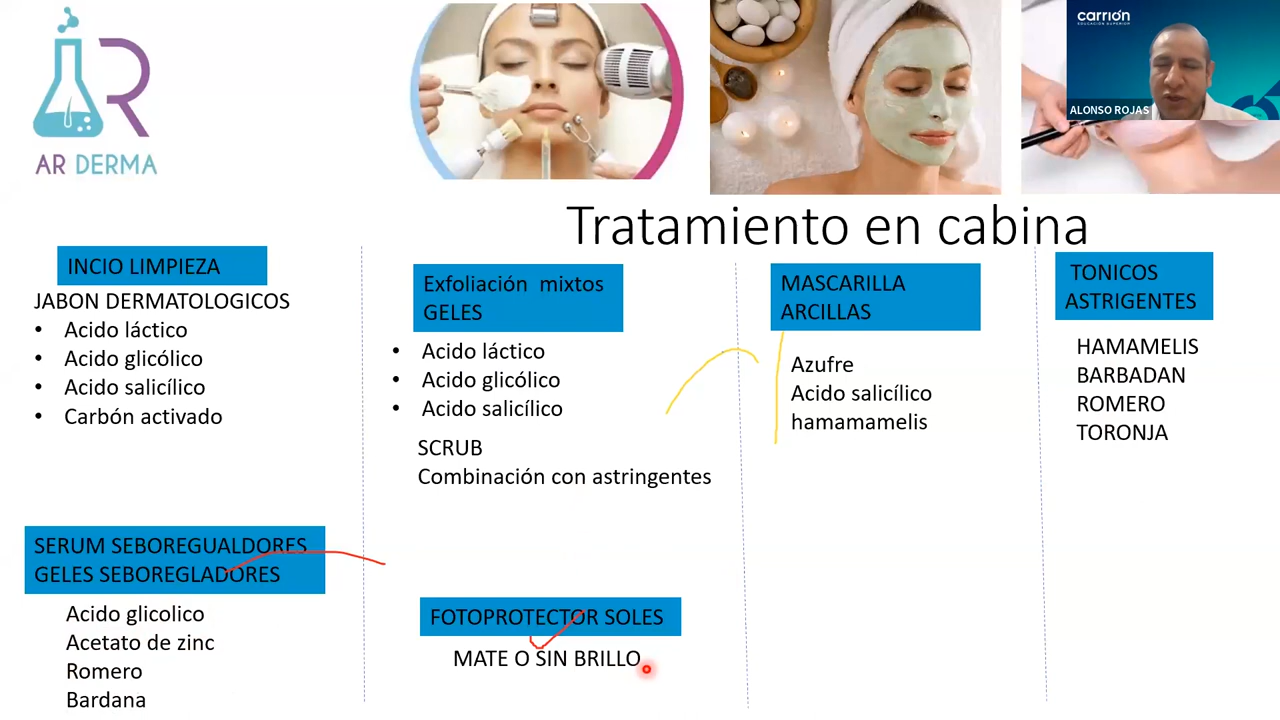 AR DERMA
carrión
EDUCACIÓN SUPERIOR
ALONSO ROJAS
Tratamiento en cabina
INCIO LIMPIEZA
JABON DERMATOLOGICOS
• Acido láctico
• Acido glicólico
• Acido salicílico
• Carbón activado
Exfoliación mixtos
GELES
• Acido láctico
• Acido glicólico
• Acido salicílico
SCRUB
Combinación con astringentes
MASCARILLA
ARCILLAS
Azufre
Acido salicílico
hamamamelis
TONICOS
ASTRIGENTES
HAMAMELIS
BARBADAN
ROMERO
TORONJA
SERUM SEBOREGUALDORES
GELES SEBOREGLADORES
Acido glicolico
Acetato de zinc
Romero
Bardana
FOTOPROTECTOR SOLES
MATE O SIN BRILLO